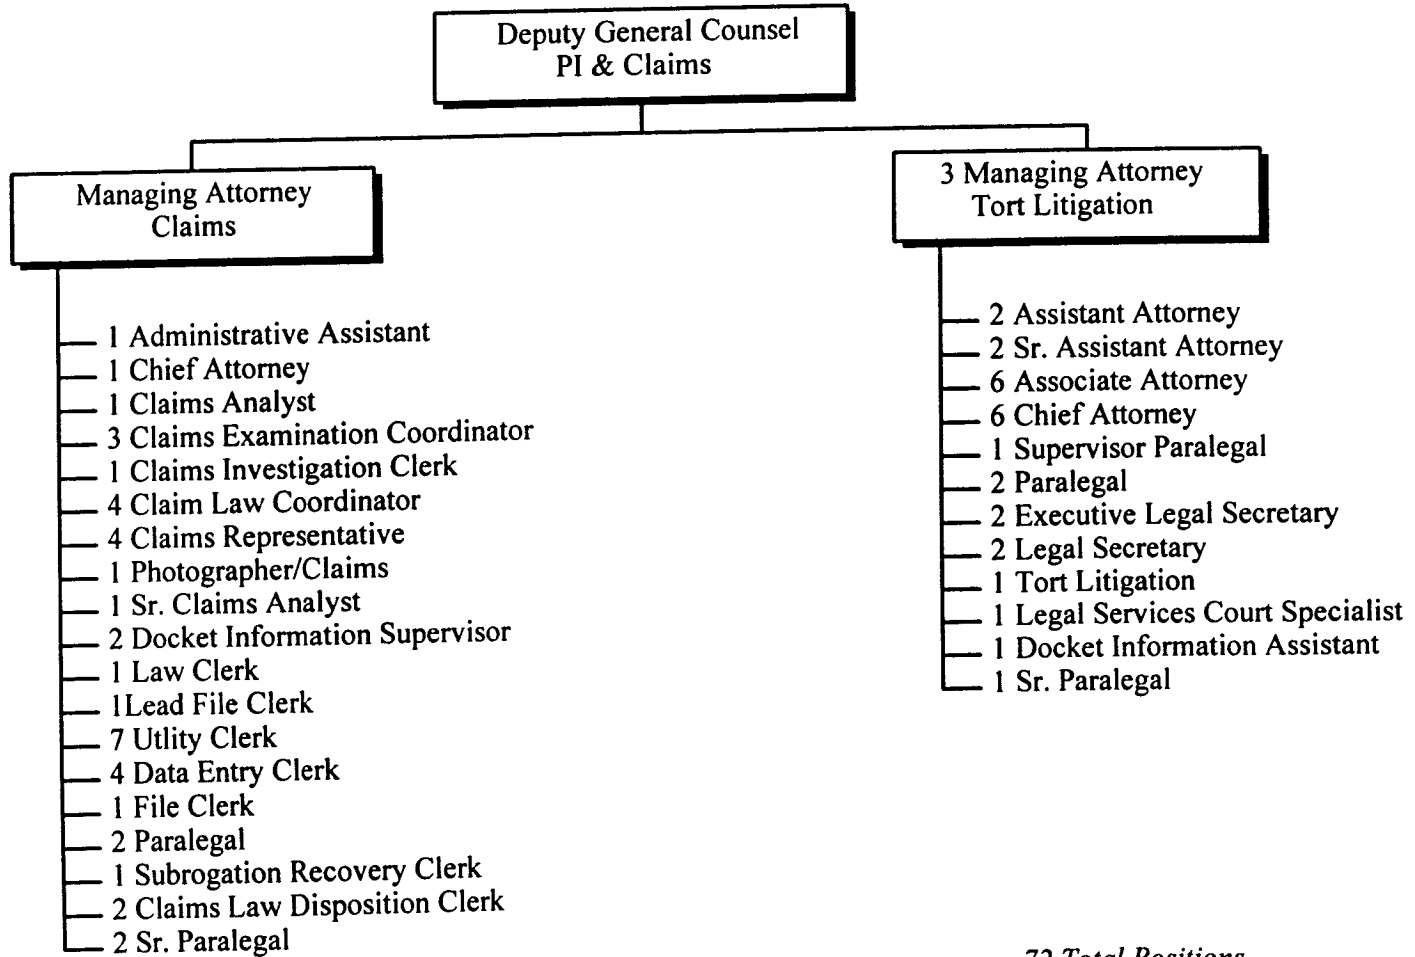 Deputy General Counsel
PI & Claims
Managing Attorney
Claims
3 Managing Attorney
Tort Litigation
1 Administrative Assistant
1 Chief Attorney
1 Claims Analyst
3 Claims Examination Coordinator
1 Claims Investigation Clerk
4 Claim Law Coordinator
4 Claims Representative
1 Photographer/Claims
1 Sr. Claims Analyst
2 Docket Information Supervisor
1 Law Clerk
1Lead File Clerk
7 Utlity Clerk
4 Data Entry Clerk
1 File Clerk
2 Paralegal
1 Subrogation Recovery Clerk
2 Claims Law Disposition Clerk
2 Sr. Paralegal
2 Assistant Attorney
2 Sr. Assistant Attorney
6 Associate Attorney
6 Chief Attorney
1 Supervisor Paralegal
2 Paralegal
2 Executive Legal Secretary
2 Legal Secretary
1 Tort Litigation
1 Legal Services Court Specialist
1 Docket Information Assistant
1 Sr. Paralegal
72 Total Positions